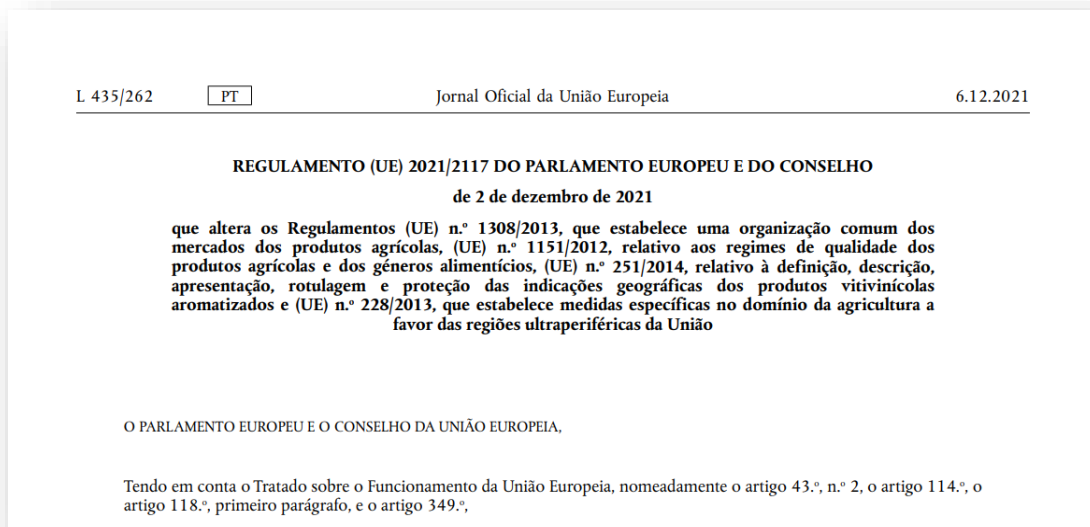 L 435/262 PT Jornal Oficial da União Europeia 6.12.2021
REGULAMENTO (UE) 2021/2117 DO PARLAMENTO EUROPEU E DO CONSELHO
de 2 de dezembro de 2021
que altera os Regulamentos (UE) n.º 1308/2013, que estabelece uma organização comum dos
mercados dos produtos agrícolas, (UE) n.º 1151/2012, relativo aos regimes de qualidade dos
produtos agrícolas e dos géneros alimentícios, (UE) n.º 251/2014, relativo à definição, descrição,
apresentação, rotulagem e proteção das indicações geográficas dos produtos vitivinícolas
aromatizados e (UE) n.º 228/2013, que estabelece medidas específicas no domínio da agricultura a
favor das regiões ultraperiféricas da União
O PARLAMENTO EUROPEU E O CONSELHO DA UNIÃO EUROPEIA,
Tendo em conta o Tratado sobre o Funcionamento da União Europeia, nomeadamente o artigo 43.º, n.º 2, o artigo 114.º, o
artigo 118.º, primeiro parágrafo, e o artigo 349.º,